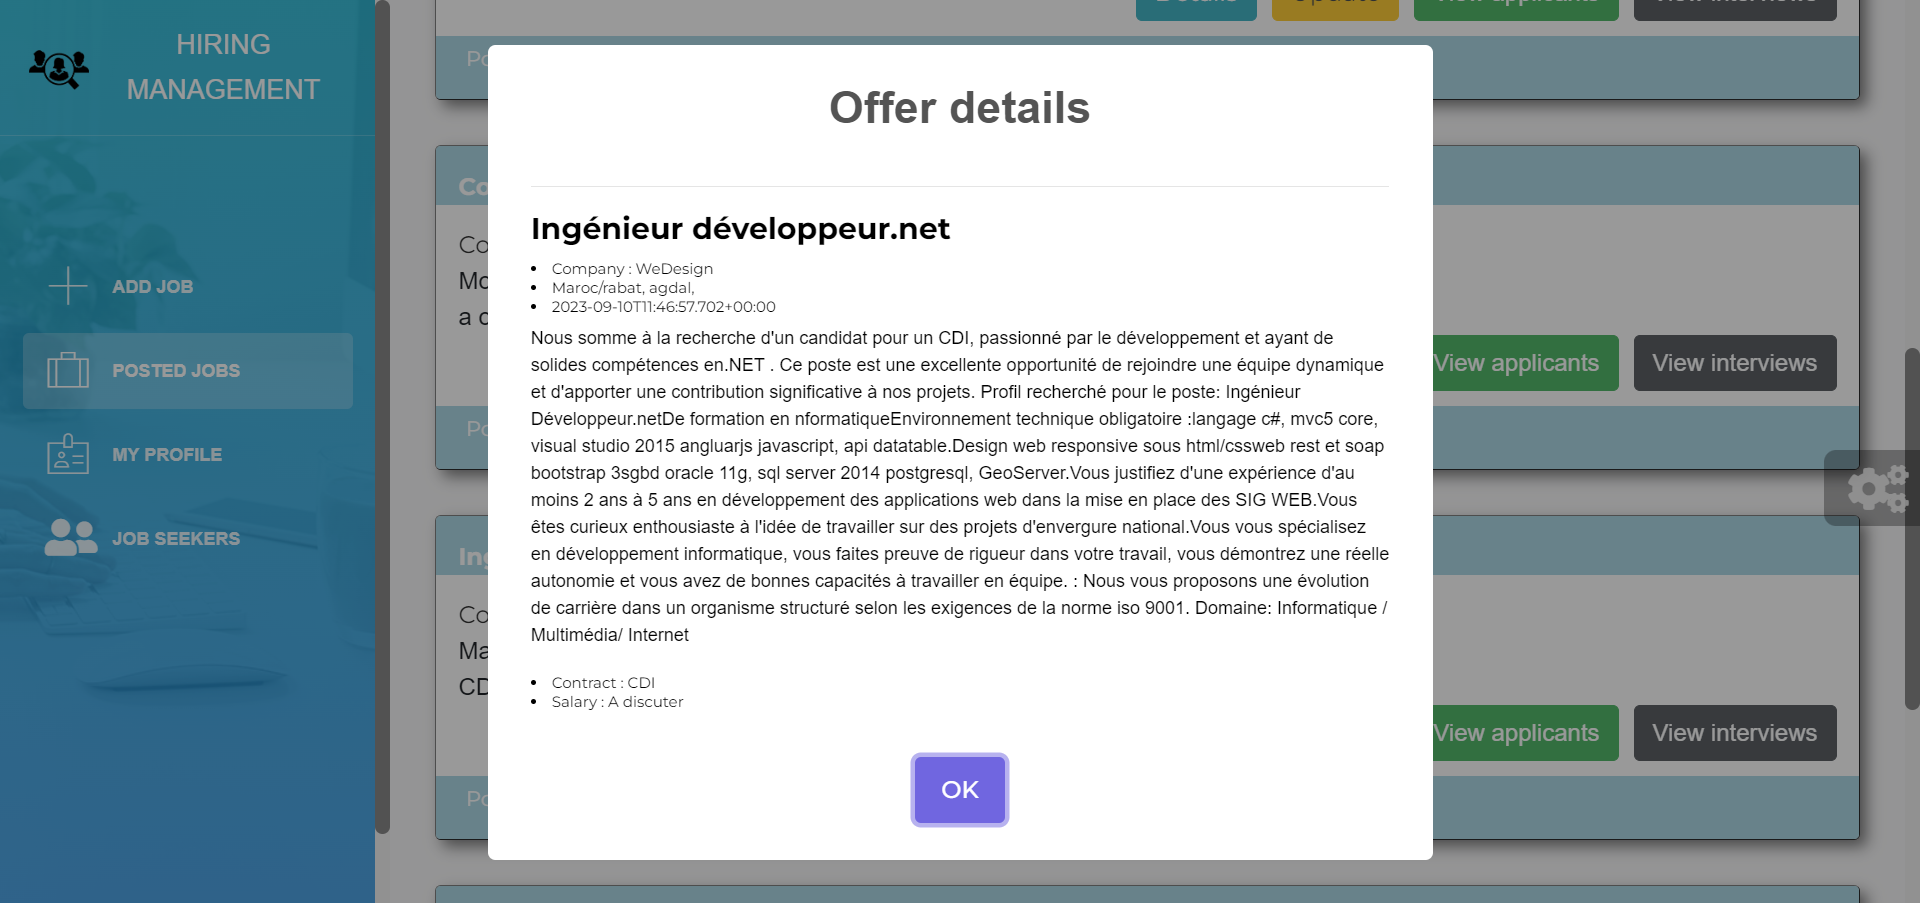 HIRING
MANAGEMENT
ADD JOB
POSTED JOBS
MY PROFILE
JOB SEEKERS
Details
Update
View applicants
View interviews
Po
Co
Co
Mo
a c
View applicants
View interviews
Po
Ing
Co
Ma
CD
View applicants
View interviews
Po
Offer details
Ingénieur développeur.net
• Company : WeDesign
• Maroc/rabat, agdal,
• 2023-09-10T11:46:57.702+00:00
Nous somme à la recherche d'un candidat pour un CDI, passionné par le développement et ayant de
solides compétences en.NET . Ce poste est une excellente opportunité de rejoindre une équipe dynamique
et d'apporter une contribution significative à nos projets. Profil recherché pour le poste: Ingénieur
Développeur.netDe formation en nformatiqueEnvironnement technique obligatoire :langage c#, mvc5 core,
visual studio 2015 angluarjs javascript, api datatable.Design web responsive sous html/cssweb rest et soap
bootstrap 3sgbd oracle 11g, sql server 2014 postgresql, GeoServer.Vous justifiez d'une expérience d'au
moins 2 ans à 5 ans en développement des applications web dans la mise en place des SIG WEB.Vous
êtes curieux enthousiaste à l'idée de travailler sur des projets d'envergure national.Vous vous spécialisez
en développement informatique, vous faites preuve de rigueur dans votre travail, vous démontrez une réelle
autonomie et vous avez de bonnes capacités à travailler en équipe. : Nous vous proposons une évolution
de carrière dans un organisme structuré selon les exigences de la norme iso 9001. Domaine: Informatique /
Multimédia/ Internet
• Contract : CDI
• Salary : A discuter
OK